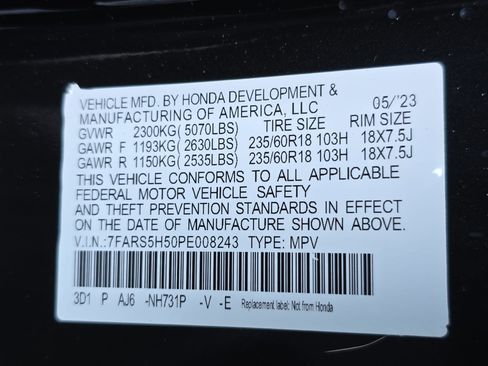 VEHICLE MFD. BY HONDA DEVELOPMENT &
MANUFACTURING OF AMERICA, LLC 05/'23
GVWR 2300KG( 5070LBS) TIRE SIZE RIM SIZE
GAWR F 1193KG( 2630LBS) 235/60R18 103H 18X7.5J
GAWR R 1150KG( 2535LBS) 235/60R18 103H 18X7.5J
THIS VEHICLE CONFORMS TO ALL APPLICABLE
FEDERAL MOTOR VEHICLE SAFETY
AND THEFT PREVENTION STANDARDS IN EFFECT
ON THE DATE OF MANUFACTURE SHOWN ABOVE.
V.I.N.:7FARS5H50PE008243 TYPE: MPV
3D1 P AJ6 -NH731P -V -E Replacement label: Not from Honda